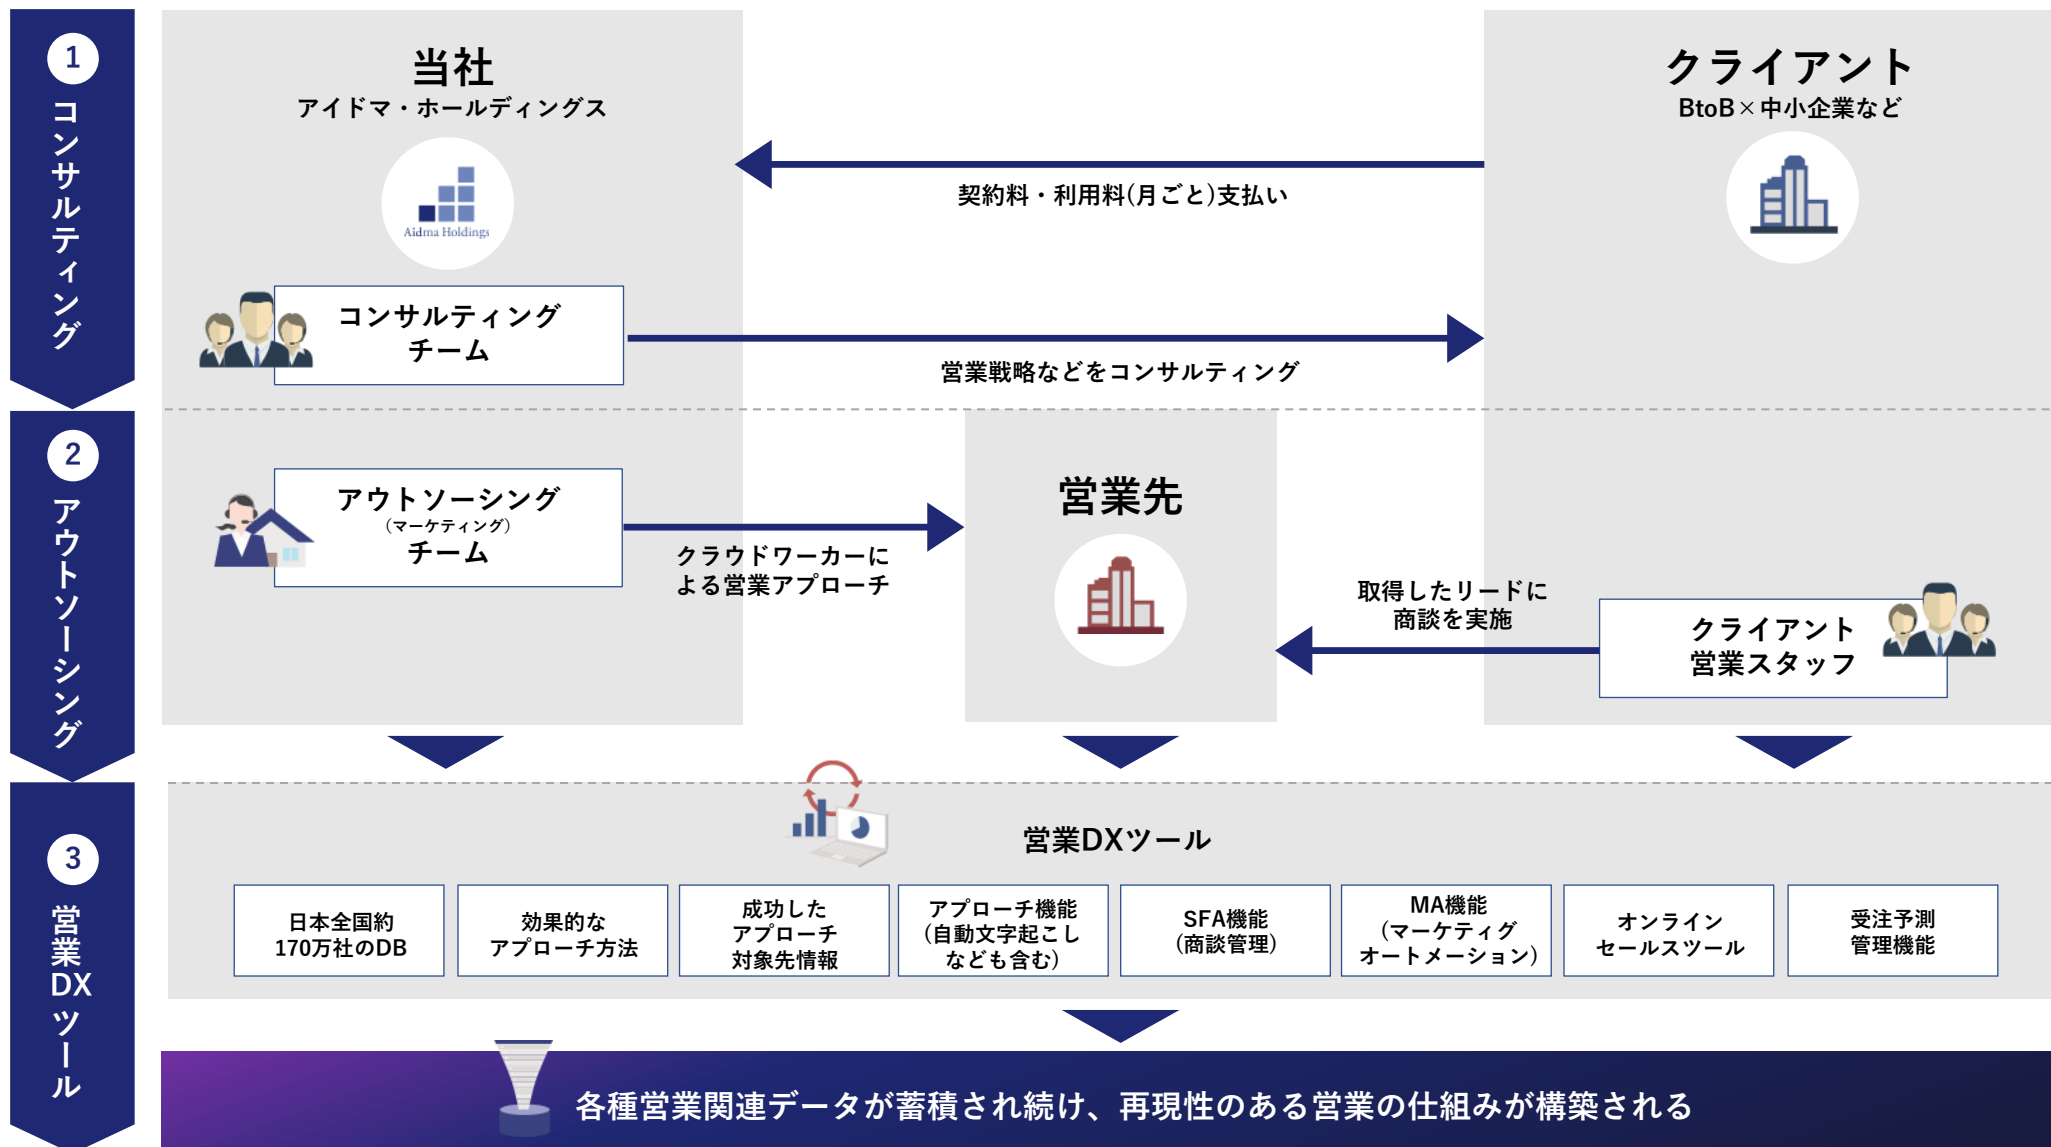 1
コンサルティング
当社
アイドマ・ホールディングス
Aidma Holdings
クライアント
BtoB×中小企業など
契約料・利用料(月ごと)支払い
コンサルティング
チーム
営業戦略などをコンサルティング
2
アウトソーシング
アウトソーシング
(マーケティング)
チーム
クラウドワーカーに
よる営業アプローチ
営業先
取得したリードに
商談を実施
クライアント
営業スタッフ
3
営業DXツール
営業DXツール
日本全国約
170万社のDB
効果的な
アプローチ方法
成功した
アプローチ
対象先情報
アプローチ機能
(自動文字起こし
なども含む)
SFA機能
(商談管理)
MA機能
(マーケティグ
オートメーション)
オンライン
セールスツール
受注予測
管理機能
各種営業関連データが蓄積され続け、再現性のある営業の仕組みが構築される